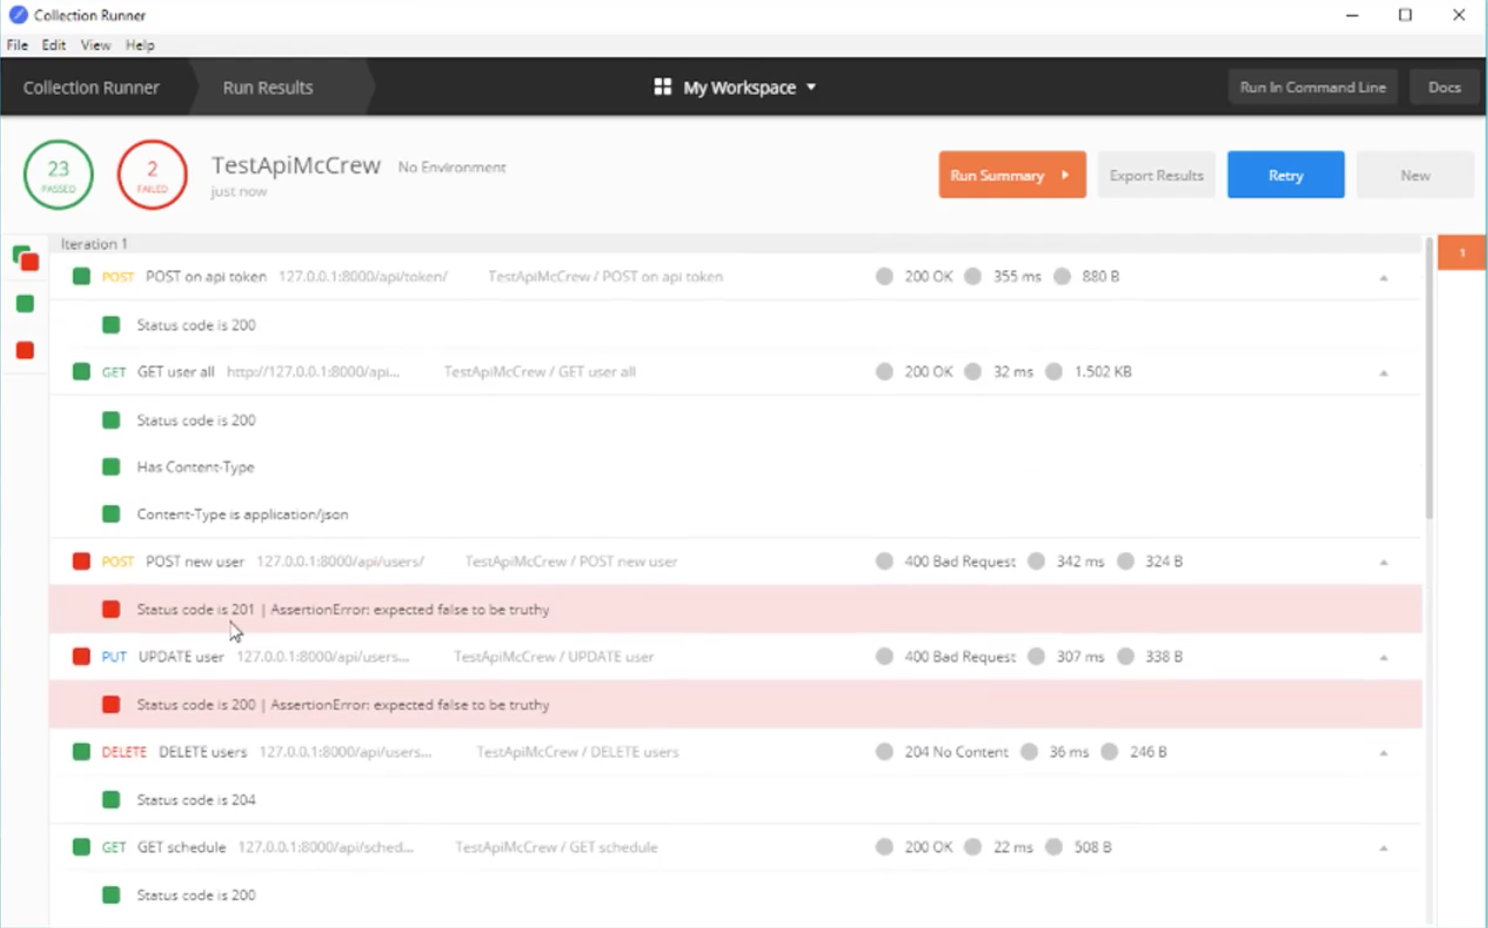 Collection Runner
File Edit View Help
Collection Runner Run Results My Workspace Run In Command Line Docs
23 PASSED
2 FAILED
TestApiMcCrew No Environment
just now
Run Summary Export Results Retry New
Iteration 1
1
POST POST on api token 127.0.0.1:8000/api/token/ TestApiMcCrew / POST on api token 200 OK 355 ms 880 B
Status code is 200
GET GET user all http://127.0.0.1:8000/api... TestApiMcCrew / GET user all 200 OK 32 ms 1.502 KB
Status code is 200
Has Content-Type
Content-Type is application/json
POST POST new user 127.0.0.1:8000/api/users/ TestApiMcCrew / POST new user 400 Bad Request 342 ms 324 B
Status code is 201 | AssertionError: expected false to be truthy
PUT UPDATE user 127.0.0.1:8000/api/users... TestApiMcCrew / UPDATE user 400 Bad Request 307 ms 338 B
Status code is 200 | AssertionError: expected false to be truthy
DELETE DELETE users 127.0.0.1:8000/api/users... TestApiMcCrew / DELETE users 204 No Content 36 ms 246 B
Status code is 204
GET GET schedule 127.0.0.1:8000/api/sched... TestApiMcCrew / GET schedule 200 OK 22 ms 508 B
Status code is 200